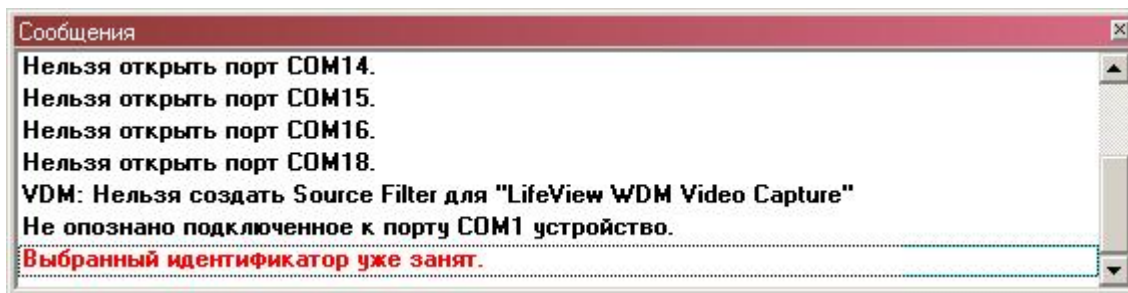 Сообщения
Нельзя открыть порт COM14.
Нельзя открыть порт COM15.
Нельзя открыть порт COM16.
Нельзя открыть порт COM18.
VDM: Нельзя создать Source Filter для "LifeView WDM Video Capture"
Не опознано подключенное к порту COM1 устройство.
Выбранный идентификатор уже занят.